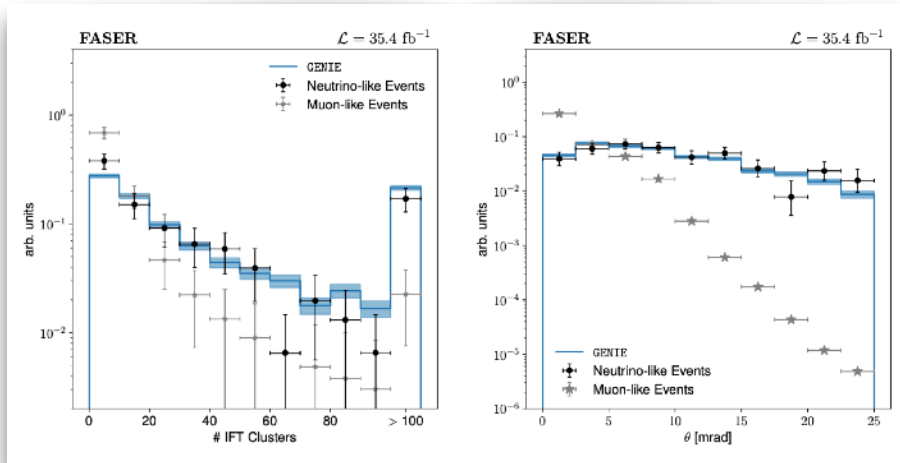 FASER
ℒ = 35.4 fb⁻¹
GENIE
Neutrino-like Events
Muon-like Events
10⁰
10⁻¹
10⁻²
arb. units
0 20 40 60 80 > 100
# IFT Clusters
FASER
ℒ = 35.4 fb⁻¹
10⁰
10⁻¹
10⁻²
10⁻³
10⁻⁴
10⁻⁵
10⁻⁶
arb. units
GENIE
Neutrino-like Events
Muon-like Events
0 5 10 15 20 25
θ [mrad]